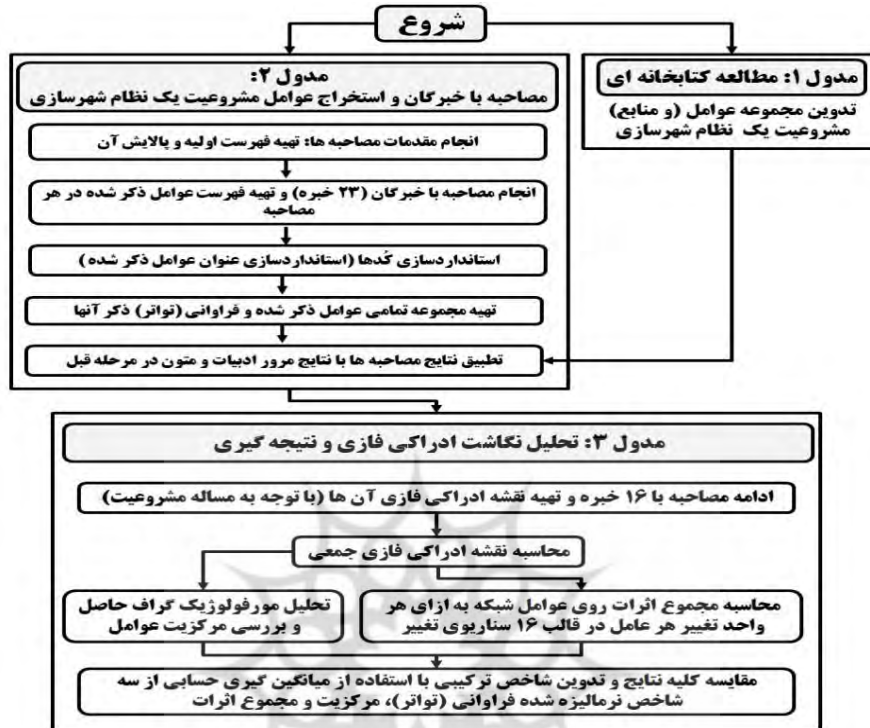 شروع
مدول ۱: مطالعه کتابخانه ای
تدوین مجموعه عوامل (و منابع)
مشروعیت یک نظام شهرسازی
مدول ۲:
مصاحبه با خبرگان و استخراج عوامل مشروعیت یک نظام شهرسازی
انجام مقدمات مصاحبه ها: تهیه فهرست اولیه و پالایش آن
انجام مصاحبه با خبرگان (۲۳ خبره) و تهیه فهرست عوامل ذکر شده در هر
مصاحبه
استانداردسازی کُدها (استانداردسازی عنوان عوامل ذکر شده)
تهیه مجموعه تمامی عوامل ذکر شده و فراوانی (تواتر) ذکر آنها
تطبیق نتایج مصاحبه ها با نتایج مرور ادبیات و متون در مرحله قبل
مدول ۳: تحلیل نگاشت ادراکی فازی و نتیجه گیری
ادامه مصاحبه با ۱۶ خبره و تهیه نقشه ادراکی فازی آن ها (با توجه به مساله مشروعیت)
محاسبه نقشه ادراکی فازی جمعی
محاسبه مجموع اثرات روی عوامل شبکه به ازای هر
واحد تغییر هر عامل در قالب ۱۶ سناریوی تغییر
تحلیل مورفولوژیک گراف حاصل
و بررسی مرکزیت عوامل
مقایسه کلیه نتایج و تدوین شاخص ترکیبی با استفاده از میانگین گیری حسابی از سه
شاخص نرمالیزه شده فراوانی (تواتر)، مرکزیت و مجموع اثرات